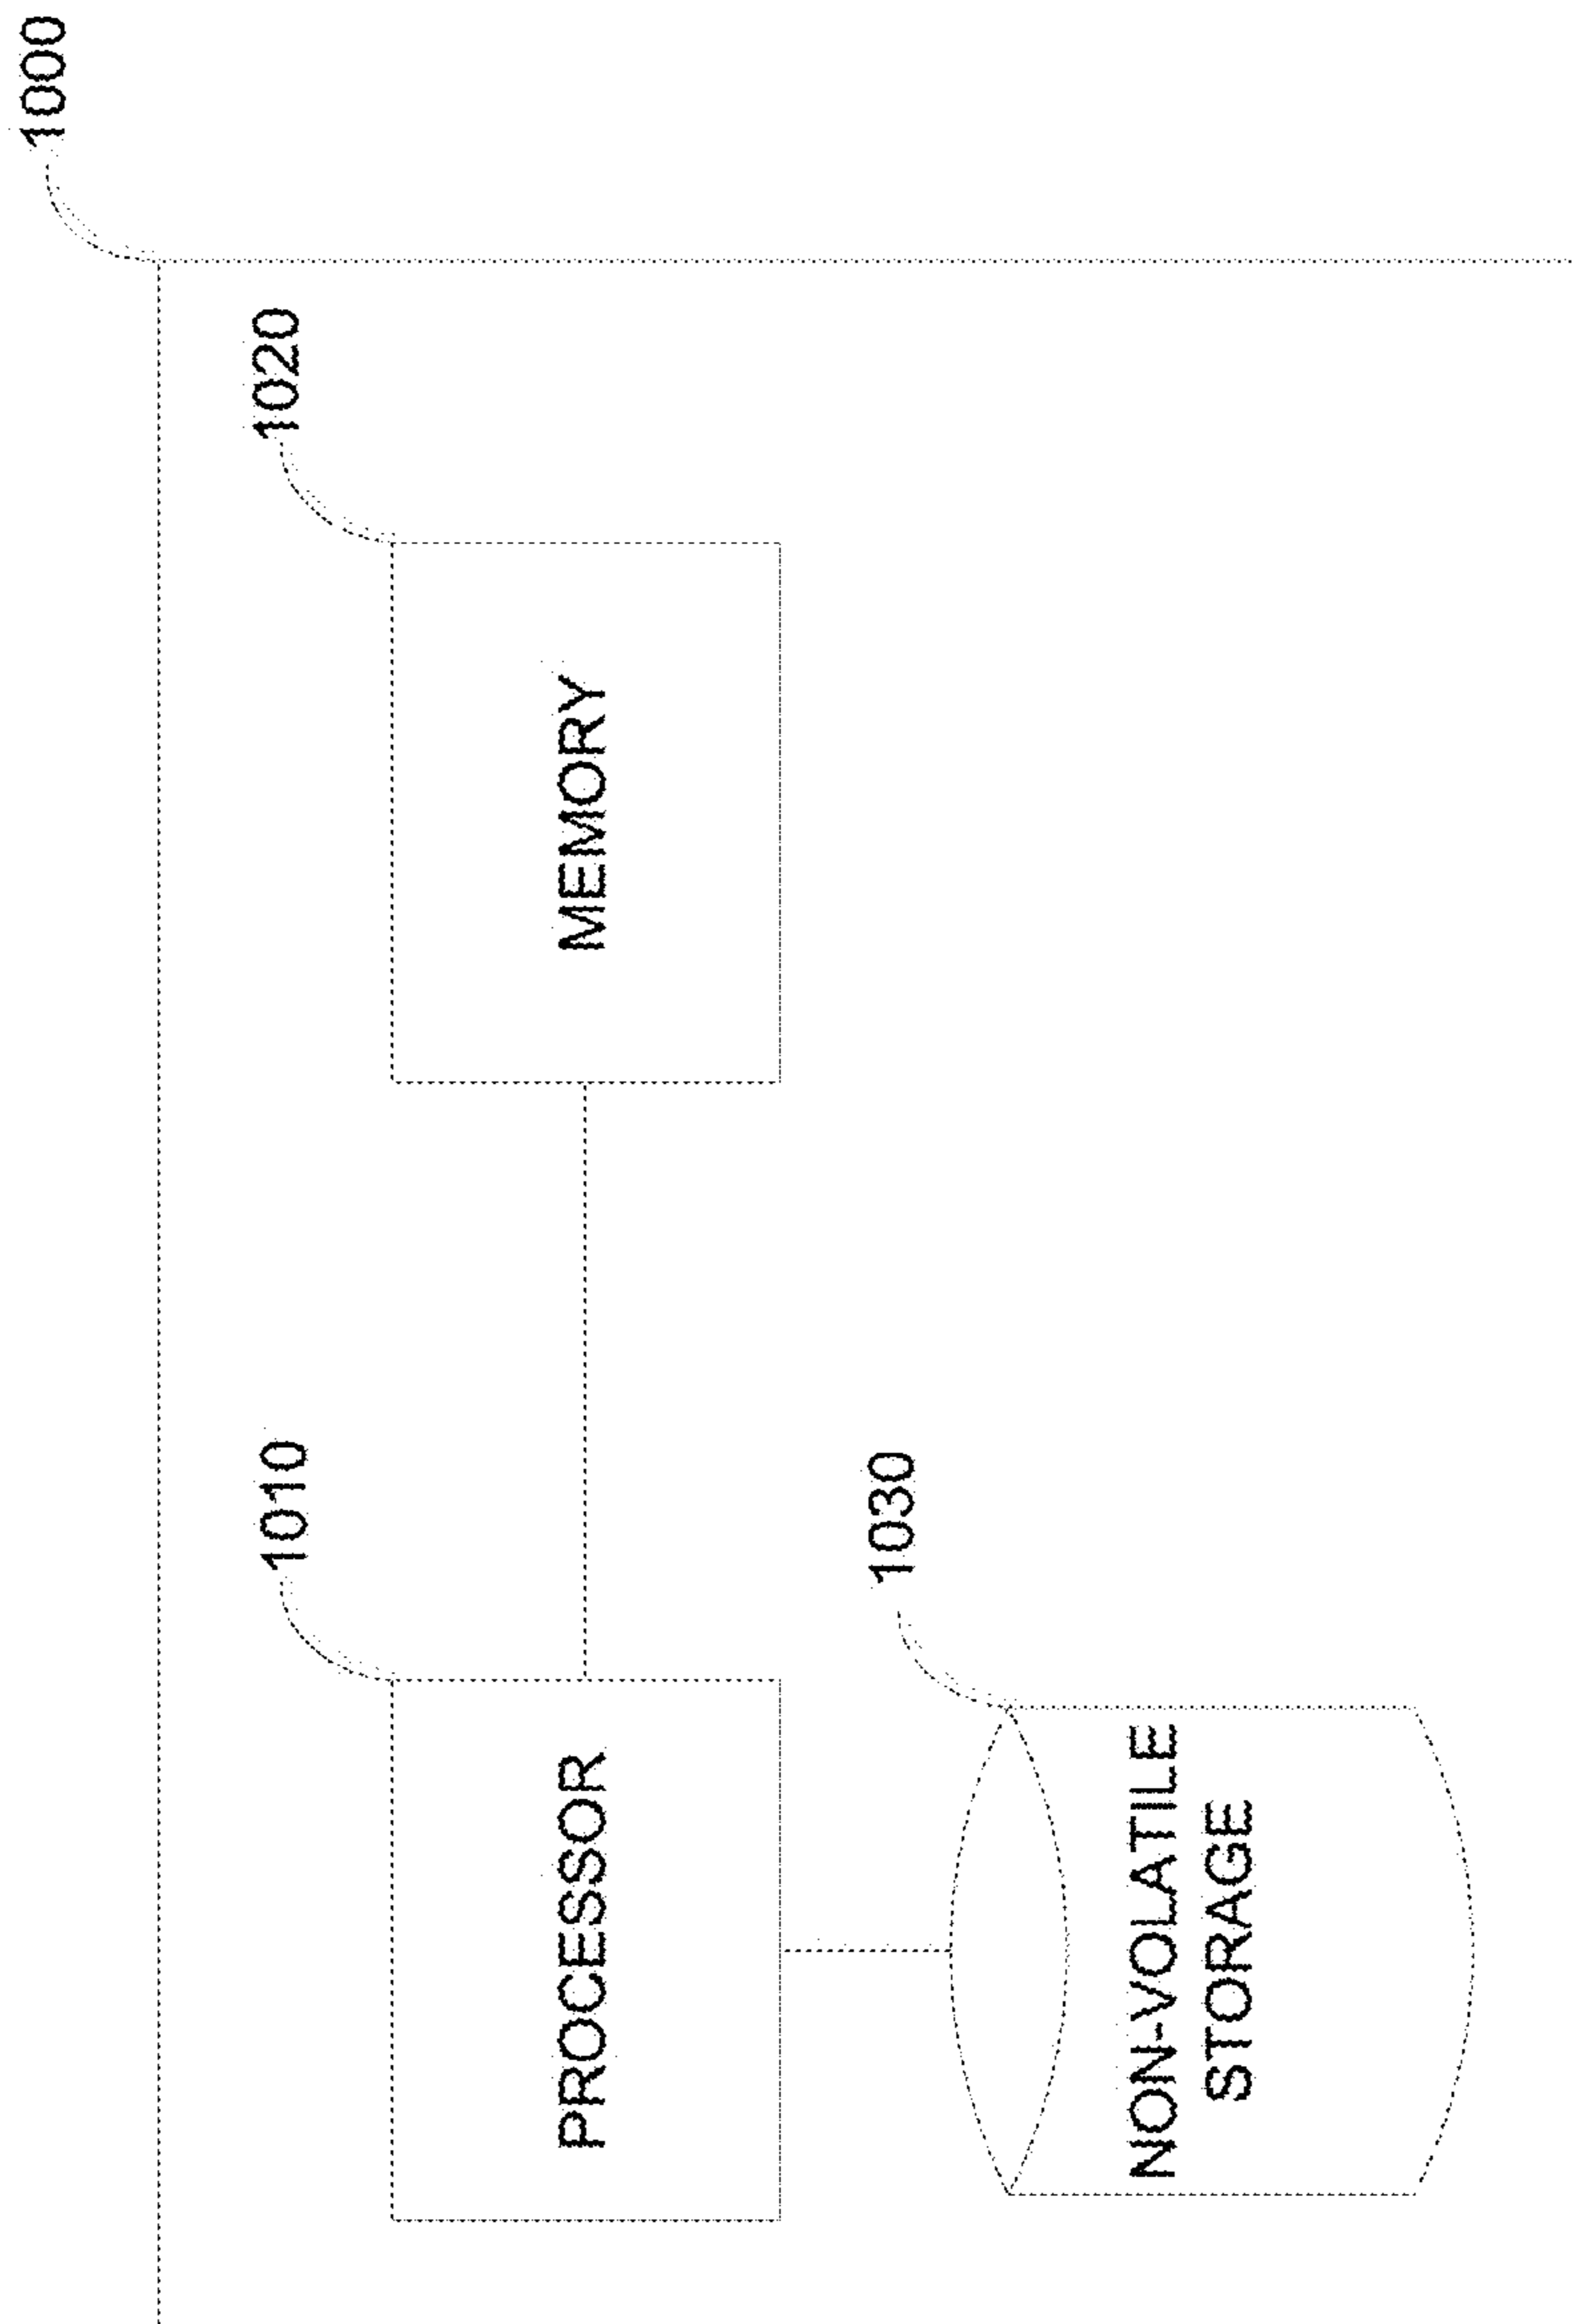 1000
1010
1020
PROCESSOR
MEMORY
1030
NON-VOLATILE
STORAGE